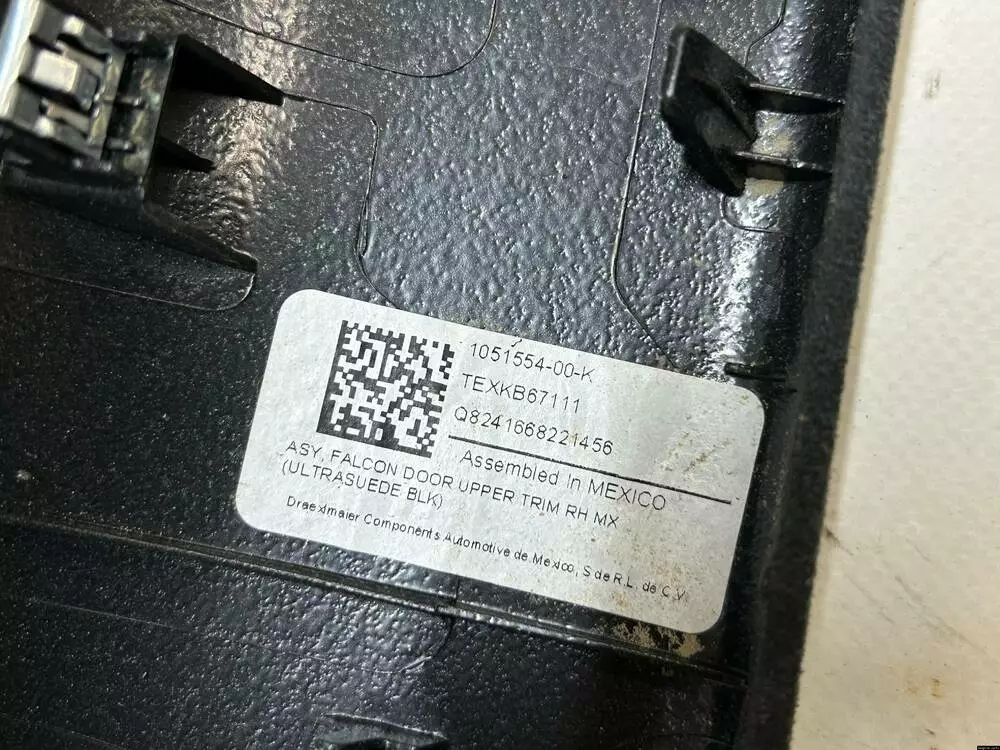 1051554-00-K
TEXKB67111
Q8241668221456
Assembled In MEXICO
ASY, FALCON DOOR UPPER TRIM RH MX
(ULTRASUEDE BLK)
Draexlmaier Components Automotive de Mexico, S de R.L. de C.V.